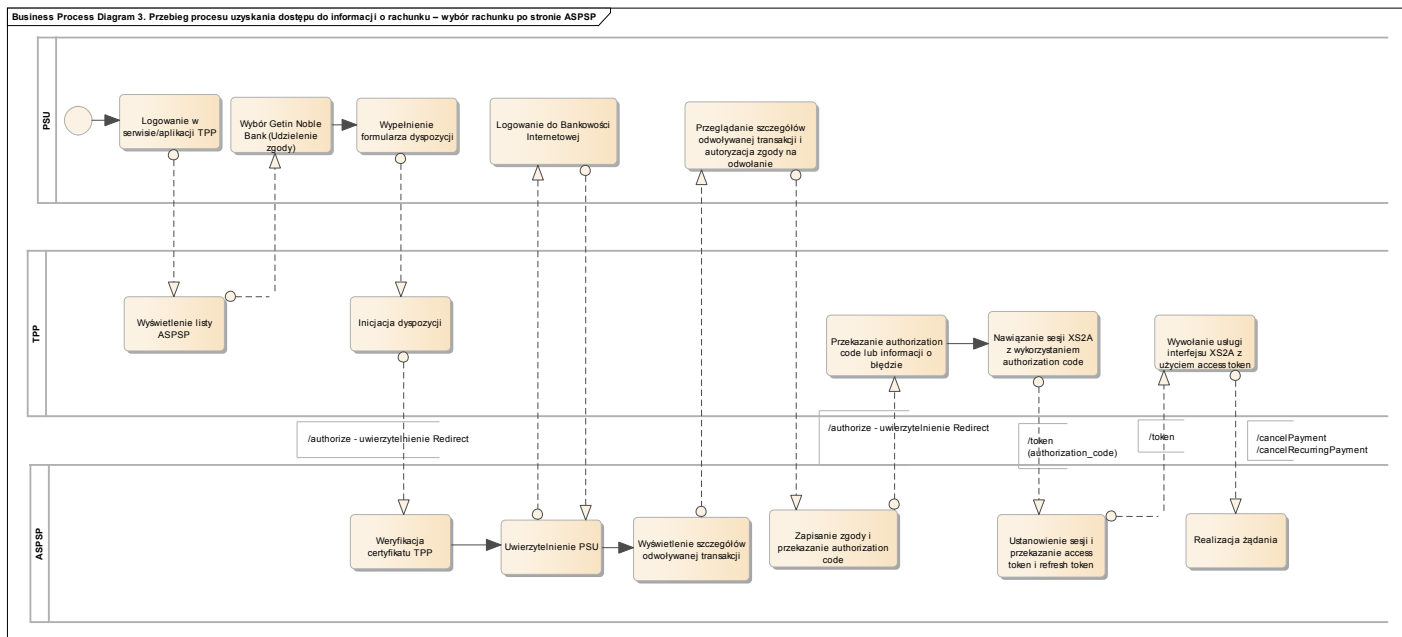 Business Process Diagram 3. Przebieg procesu uzyskania dostępu do informacji o rachunku – wybór rachunku po stronie ASPSP
PSU
Logowanie w
serwisie/aplikacji TPP
Wybór Getin Noble
Bank (Udzielenie
zgody)
Wypełnienie
formularza dyspozycji
Logowanie do Bankowości
Internetowej
Przeglądanie szczegółów
odwoływanej transakcji i
autoryzacja zgody na
odwołanie
TPP
Wyświetlenie listy
ASPSP
Inicjacja dyspozycji
Przekazanie authorization
code lub informacji o
błędzie
Nawiązanie sesji XS2A
z wykorzystaniem
authorization code
Wywołanie usługi
interfejsu XS2A z
użyciem access token
/authorize - uwierzytelnienie Redirect
/authorize - uwierzytelnienie Redirect
/token
(authorization_code)
/token
/cancelPayment
/cancelRecurringPayment
ASPSP
Weryfikacja
certyfikatu TPP
Uwierzytelnienie PSU
Wyświetlenie szczegółów
odwoływanej transakcji
Zapisanie zgody i
przekazanie authorization
code
Ustanowienie sesji i
przekazanie access
token i refresh token
Realizacja żądania